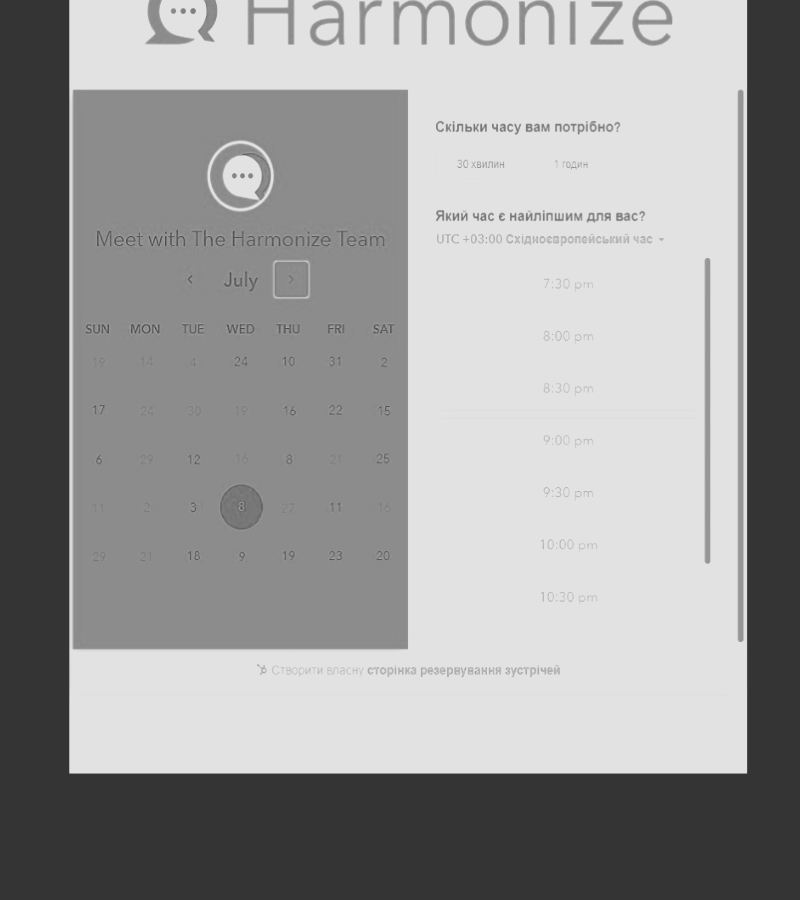 Harmonize
Meet with The Harmonize Team
July
SUN MON TUE WED THU FRI SAT
19 14 4 24 10 31 2
17 24 30 19 16 22 15
6 29 12 16 8 21 25
11 2 3 8 27 11 16
29 21 18 9 19 23 20
Скільки часу вам потрібно?
30 хвилин 1 годин
Який час є найліпшим для вас?
UTC +03:00 Східноєвропейський час
7:30 pm
8:00 pm
8:30 pm
9:00 pm
9:30 pm
10:00 pm
10:30 pm
Створити власну сторінка резервування зустрічей